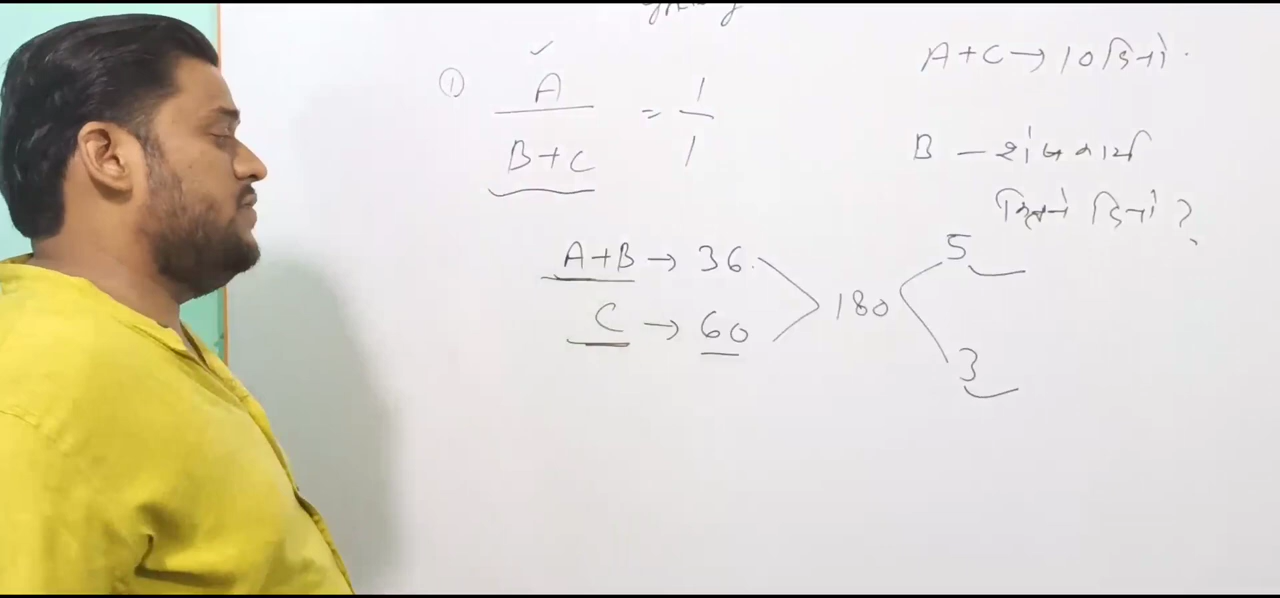 ①
✓
A / B+C = 1 / 1
A+C → 10 दिनों
B –
कितने दिनों ?
A+B → 36
C → 60
180
5
3